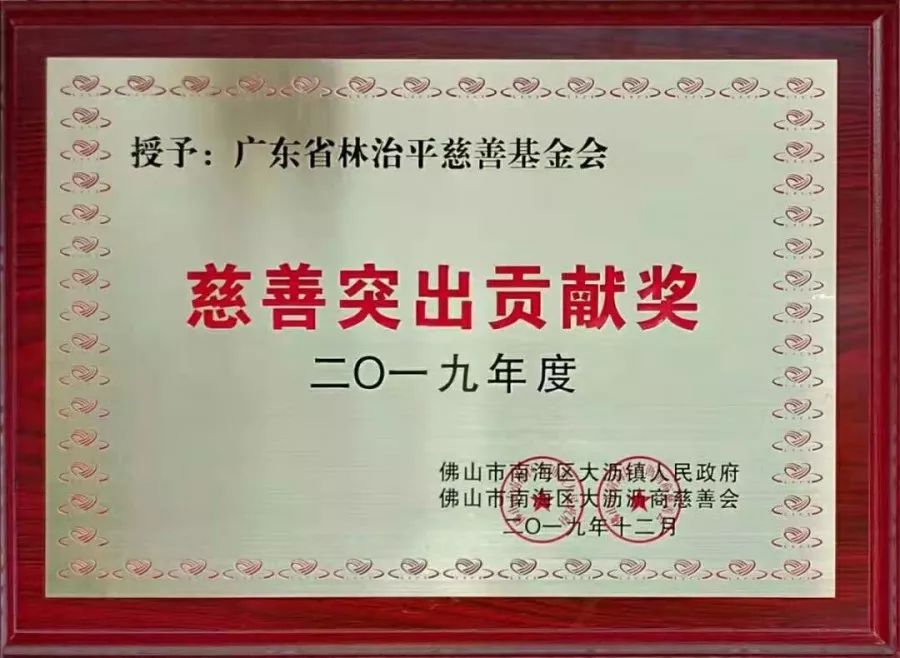 授予：广东省林治平慈善基金会
慈善突出贡献奖
二〇一九年度
佛山市南海区大沥镇人民政府
佛山市南海区大沥沥商慈善会
二〇一九年十二月